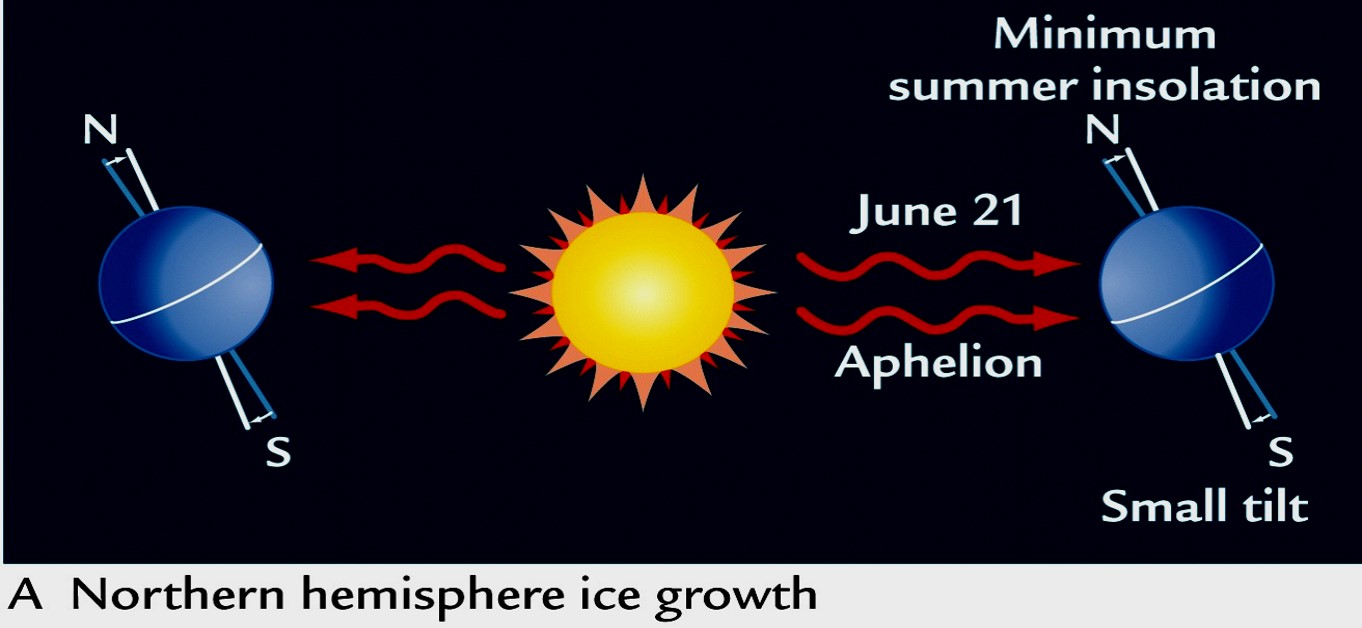 Minimum
summer insolation
N
N
June 21
Aphelion
S
S
Small tilt
A Northern hemisphere ice growth